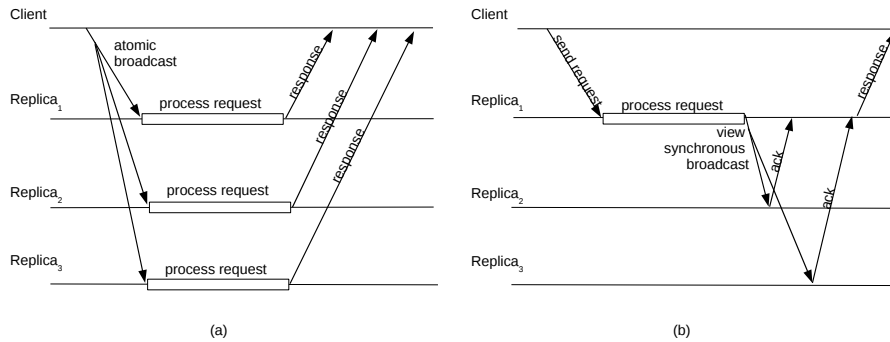 Client
atomic
broadcast
response
response
response
Replica1
process request
Replica2
process request
Replica3
process request
(a)
Client
send request
Replica1
process request
view
synchronous
broadcast
ack
ack
response
Replica2
Replica3
(b)